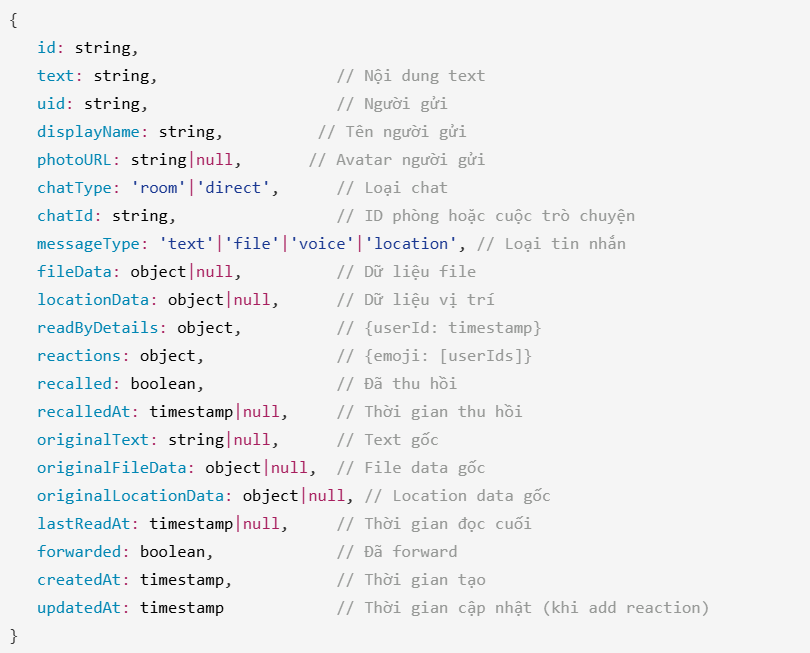 {
id: string,
text: string, // Nội dung text
uid: string, // Người gửi
displayName: string, // Tên người gửi
photoURL: string|null, // Avatar người gửi
chatType: 'room'|'direct', // Loại chat
chatId: string, // ID phòng hoặc cuộc trò chuyện
messageType: 'text'|'file'|'voice'|'location', // Loại tin nhắn
fileData: object|null, // Dữ liệu file
locationData: object|null, // Dữ liệu vị trí
readByDetails: object, // {userId: timestamp}
reactions: object, // {emoji: [userIds]}
recalled: boolean, // Đã thu hồi
recalledAt: timestamp|null, // Thời gian thu hồi
originalText: string|null, // Text gốc
originalFileData: object|null, // File data gốc
originalLocationData: object|null, // Location data gốc
lastReadAt: timestamp|null, // Thời gian đọc cuối
forwarded: boolean, // Đã forward
createdAt: timestamp, // Thời gian tạo
updatedAt: timestamp // Thời gian cập nhật (khi add reaction)
}